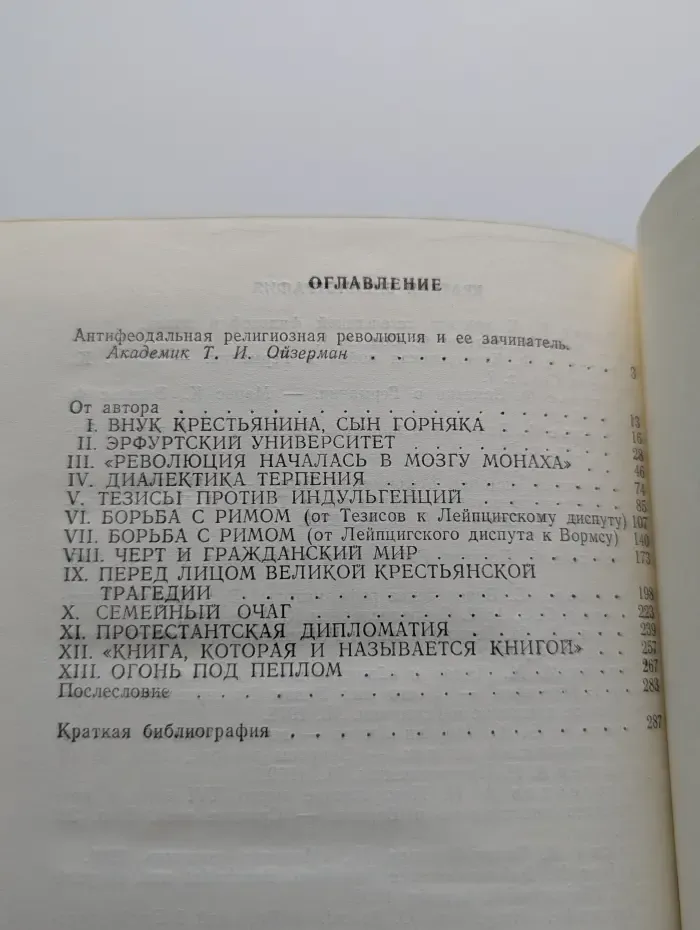 ОГЛАВЛЕНИЕ
Антифеодальная религиозная революция и ее зачинатель.
Академик Т. И. Ойзерман . . . . . . . . . . . 3
От автора . . . . . . . . . . . . . . . . . . 13
I. ВНУК КРЕСТЬЯНИНА, СЫН ГОРНЯКА . . . . . . 16
II. ЭРФУРТСКИЙ УНИВЕРСИТЕТ . . . . . . . . . 28
III. «РЕВОЛЮЦИЯ НАЧАЛАСЬ В МОЗГУ МОНАХА» . . 46
IV. ДИАЛЕКТИКА ТЕРПЕНИЯ . . . . . . . . . . 74
V. ТЕЗИСЫ ПРОТИВ ИНДУЛЬГЕНЦИЙ . . . . . . . 85
VI. БОРЬБА С РИМОМ (от Тезисов к Лейпцигскому диспуту) 107
VII. БОРЬБА С РИМОМ (от Лейпцигского диспута к Вормсу) 140
VIII. ЧЕРТ И ГРАЖДАНСКИЙ МИР . . . . . . . . 173
IX. ПЕРЕД ЛИЦОМ ВЕЛИКОЙ КРЕСТЬЯНСКОЙ
ТРАГЕДИИ . . . . . . . . . . . . . . . . . 198
X. СЕМЕЙНЫЙ ОЧАГ . . . . . . . . . . . . . 223
XI. ПРОТЕСТАНТСКАЯ ДИПЛОМАТИЯ . . . . . . . 239
XII. «КНИГА, КОТОРАЯ И НАЗЫВАЕТСЯ КНИГОЙ» . . 257
XIII. ОГОНЬ ПОД ПЕПЛОМ . . . . . . . . . . . 267
Послесловие . . . . . . . . . . . . . . . . 283
Краткая библиография . . . . . . . . . . . . 287